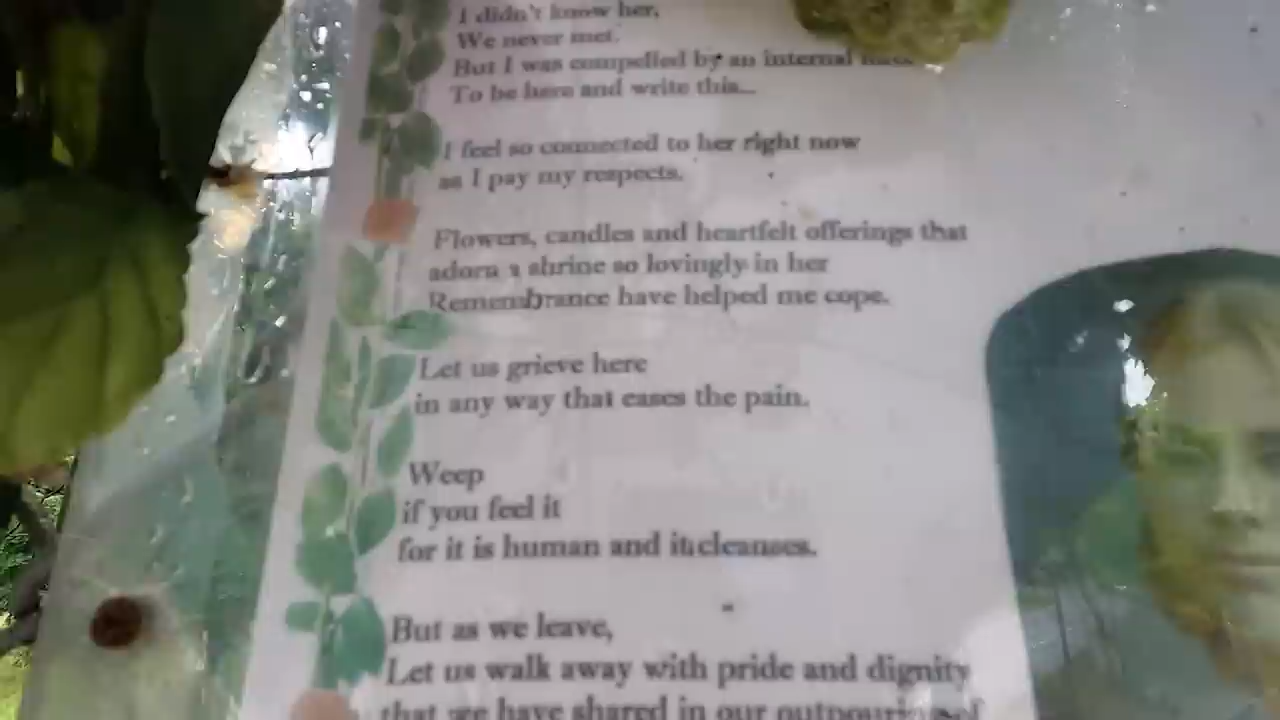 I didn't know her,
We never met.
But I was compelled by an internal
To be here and write this...
I feel so connected to her right now
as I pay my respects.
Flowers, candles and heartfelt offerings that
adorn a shrine so lovingly in her
Remembrance have helped me cope.
Let us grieve here
in any way that eases the pain.
Weep
if you feel it
for it is human and it cleanses.
But as we leave,
Let us walk away with pride and dignity
that we have shared in our outpouring of